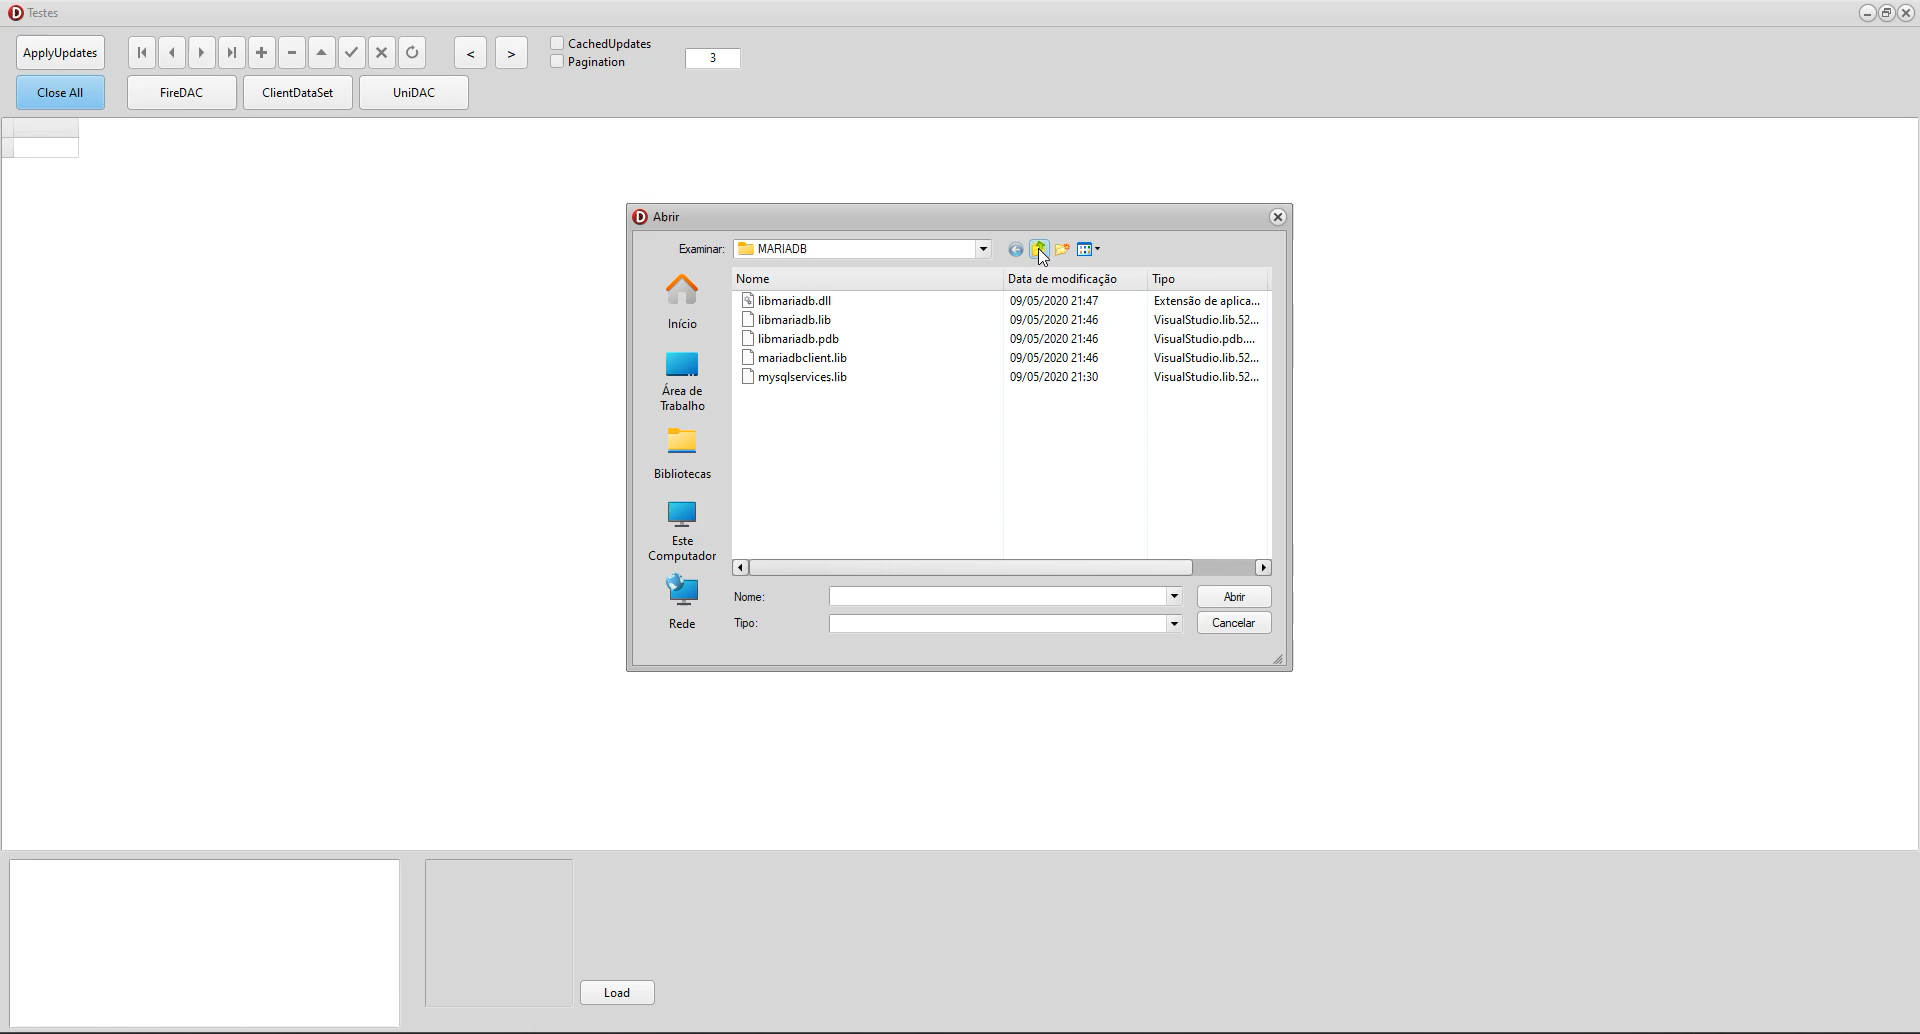 Testes
ApplyUpdates
< >
CachedUpdates
Pagination
3
Close All
FireDAC
ClientDataSet
UniDAC
Abrir
Examinar: MARIADB
Nome Data de modificação Tipo
libmariadb.dll 09/05/2020 21:47 Extensão de aplica...
libmariadb.lib 09/05/2020 21:46 VisualStudio.lib.52...
libmariadb.pdb 09/05/2020 21:46 VisualStudio.pdb....
mariadbclient.lib 09/05/2020 21:46 VisualStudio.lib.52...
mysqlservices.lib 09/05/2020 21:30 VisualStudio.lib.52...
Início
Área de
Trabalho
Bibliotecas
Este
Computador
Rede
Nome: Abrir
Tipo: Cancelar
Load